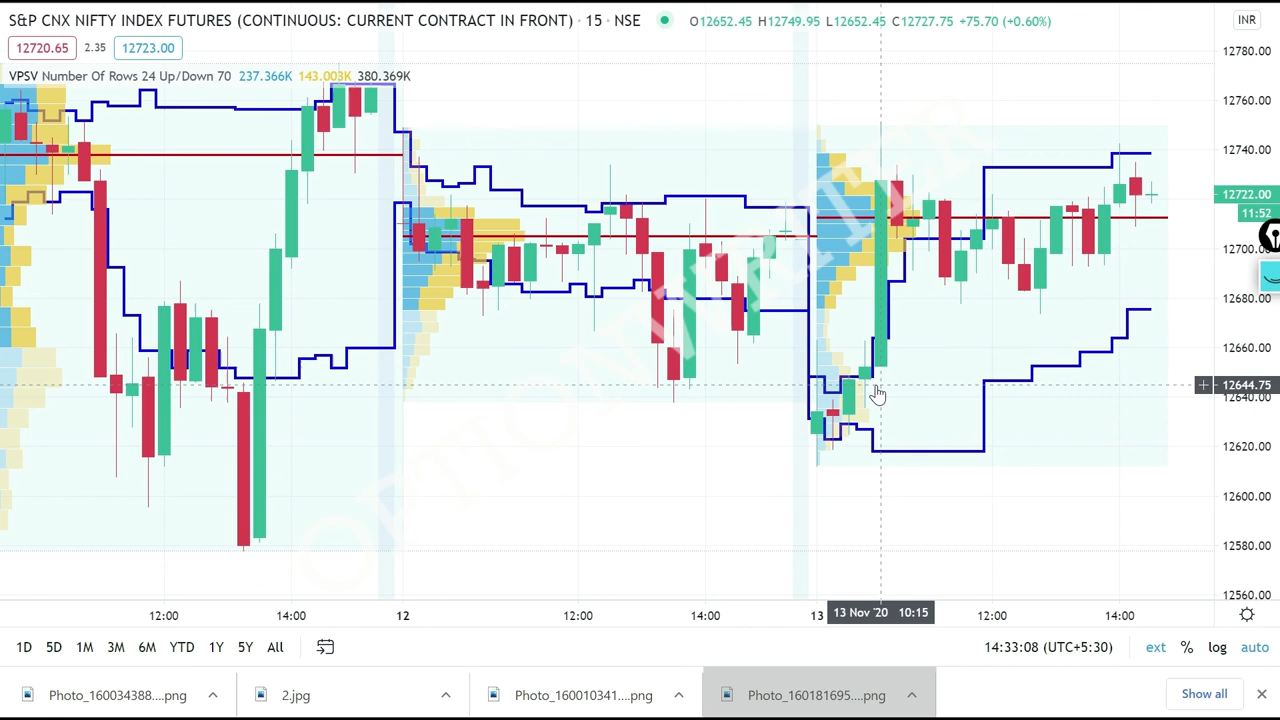 S&P CNX NIFTY INDEX FUTURES (CONTINUOUS: CURRENT CONTRACT IN FRONT) · 15 · NSE O12652.45 H12749.95 L12652.45 C12727.75 +75.70 (+0.60%) INR
12720.65 2.35 12723.00
VPSV Number Of Rows 24 Up/Down 70 237.366K 143.003K 380.369K
12780.00
12760.00
12740.00
12722.00
11:52
12700.00
12680.00
12660.00
12644.75
12640.00
12620.00
12600.00
12580.00
12560.00
12:00 14:00 12 12:00 14:00 13 13 Nov '20 10:15 12:00 14:00
1D 5D 1M 3M 6M YTD 1Y 5Y All 14:33:08 (UTC+5:30) ext % log auto
Photo_160034388....png 2.jpg Photo_160010341....png Photo_160181695....png Show all